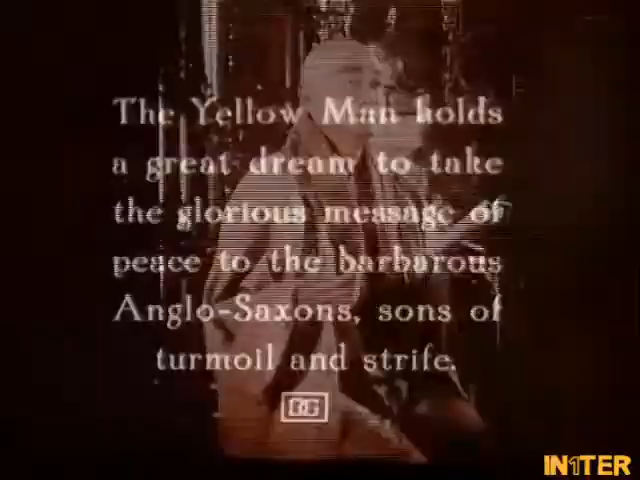 The Yellow Man holds
a great dream to take
the glorious message of
peace to the barbarous
Anglo-Saxons, sons of
turmoil and strife.
DG
IN1TER